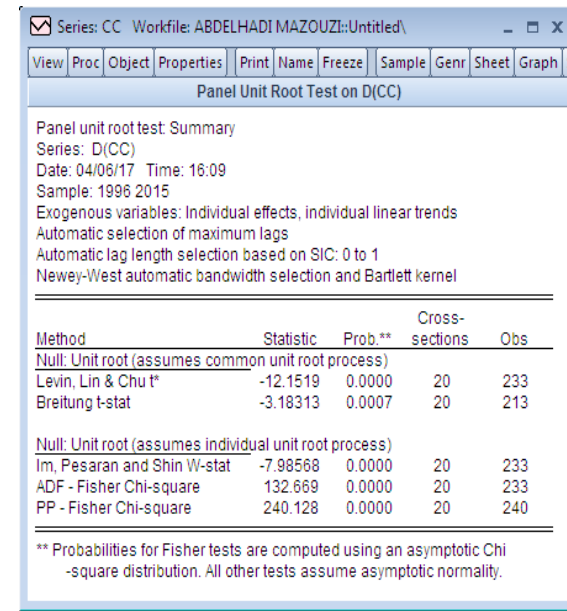 Series: CC Workfile: ABDELHADI MAZOUZI::Untitled\
View Proc Object Properties Print Name Freeze Sample Genr Sheet Graph
Panel Unit Root Test on D(CC)
Panel unit root test: Summary
Series: D(CC)
Date: 04/06/17 Time: 16:09
Sample: 1996 2015
Exogenous variables: Individual effects, individual linear trends
Automatic selection of maximum lags
Automatic lag length selection based on SIC: 0 to 1
Newey-West automatic bandwidth selection and Bartlett kernel
Cross-
Method Statistic Prob.** sections Obs
Null: Unit root (assumes common unit root process)
Levin, Lin & Chu t* -12.1519 0.0000 20 233
Breitung t-stat -3.18313 0.0007 20 213
Null: Unit root (assumes individual unit root process)
Im, Pesaran and Shin W-stat -7.98568 0.0000 20 233
ADF - Fisher Chi-square 132.669 0.0000 20 233
PP - Fisher Chi-square 240.128 0.0000 20 240
** Probabilities for Fisher tests are computed using an asymptotic Chi
-square distribution. All other tests assume asymptotic normality.